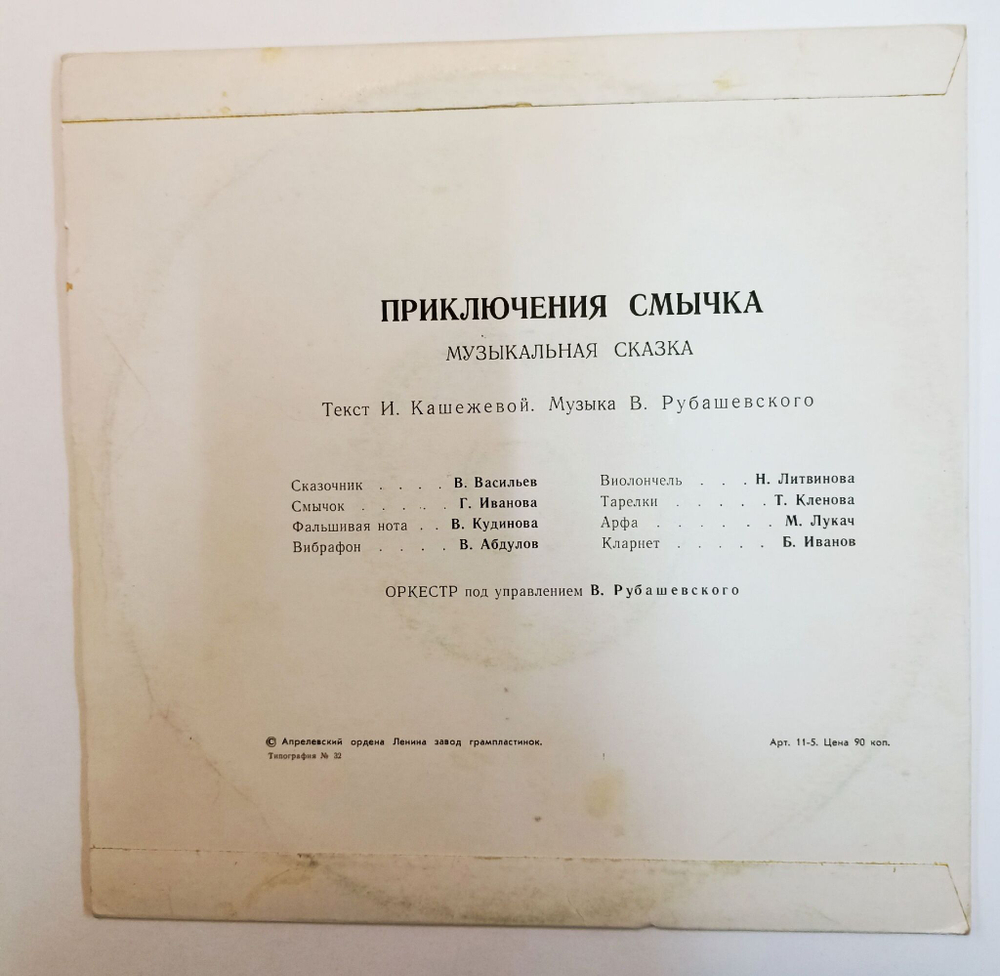 ПРИКЛЮЧЕНИЯ СМЫЧКА
МУЗЫКАЛЬНАЯ СКАЗКА
Текст И. Кашежевой. Музыка В. Рубашевского
Сказочник . . . . В. Васильев
Смычок . . . . . Г. Иванова
Фальшивая нота . . В. Кудинова
Вибрафон . . . . В. Абдулов
Виолончель . . . Н. Литвинова
Тарелки . . . . . Т. Кленова
Арфа . . . . . . М. Лукач
Кларнет . . . . . Б. Иванов
ОРКЕСТР под управлением В. Рубашевского
© Апрелевский ордена Ленина завод грампластинок.
Типография № 32
Арт. 11-5. Цена 90 коп.